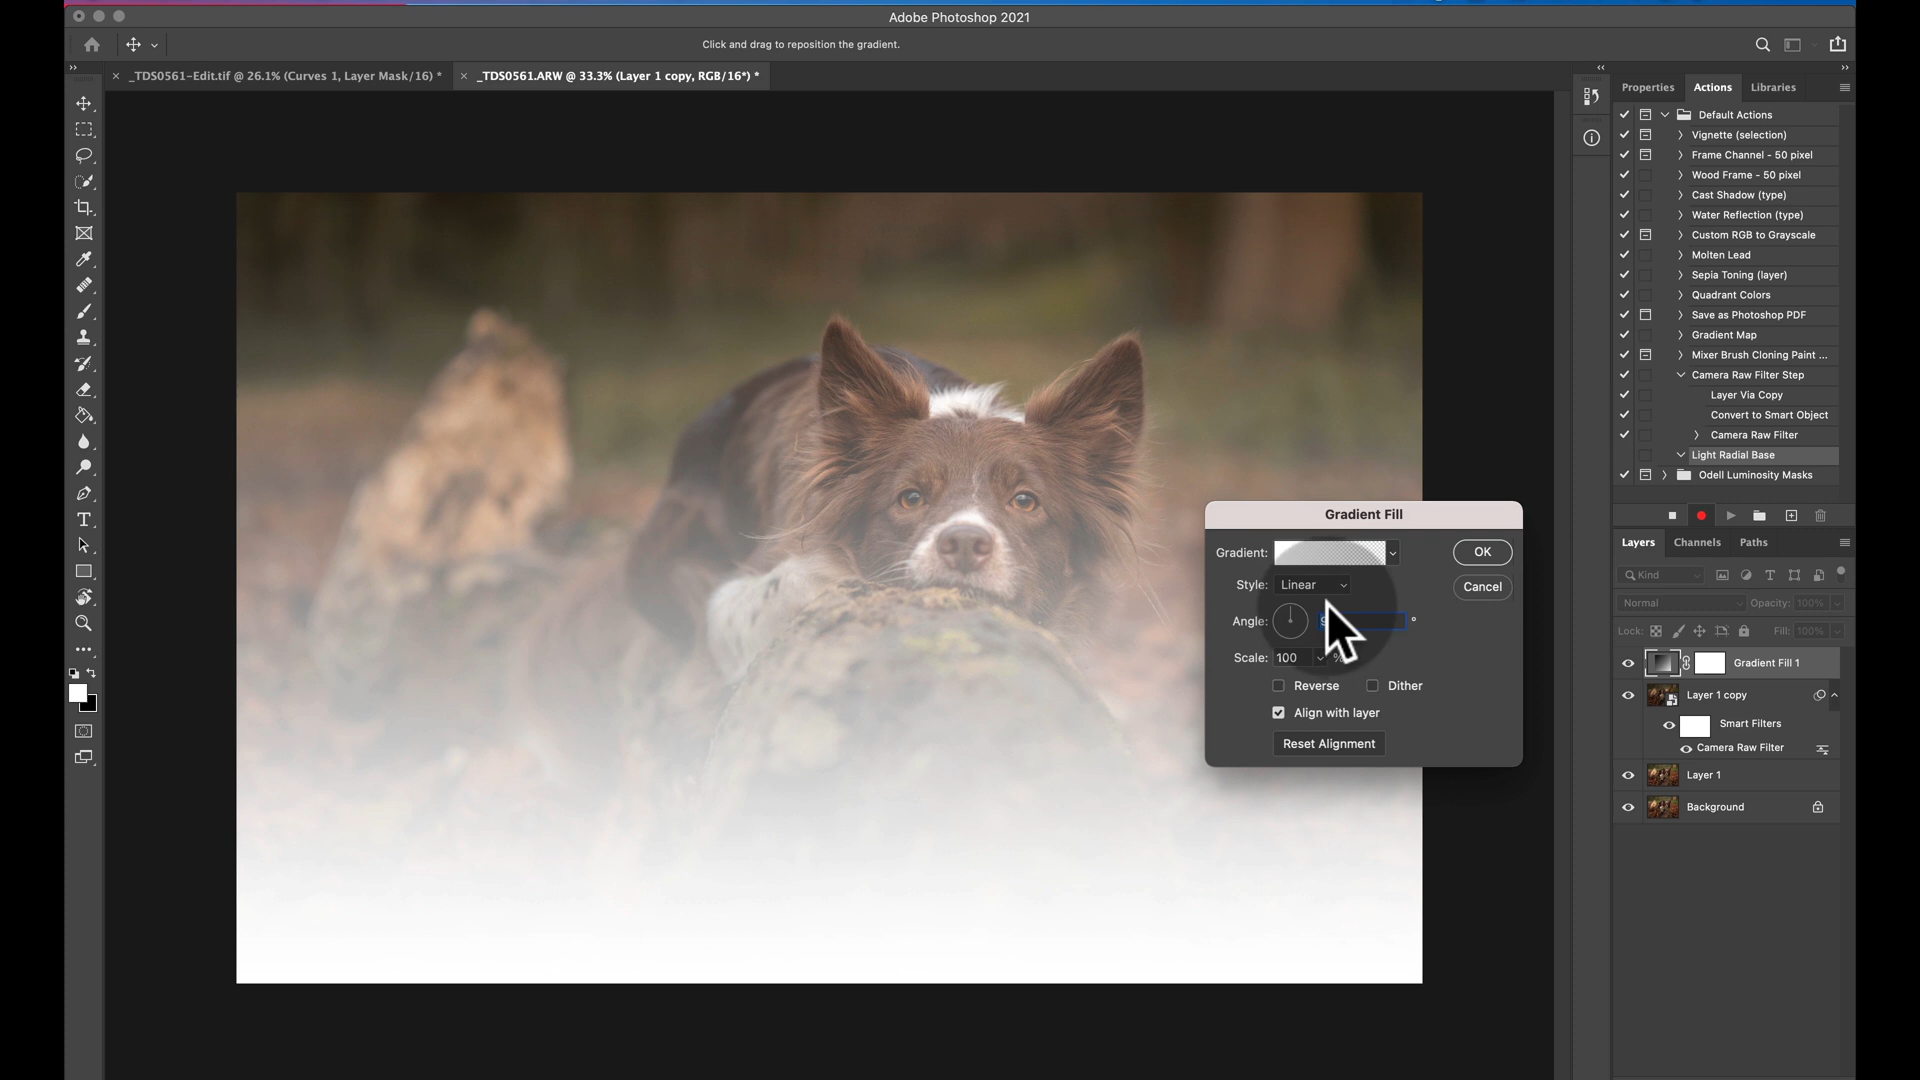 Adobe Photoshop 2021
Click and drag to reposition the gradient.
_TDS0561-Edit.tif @ 26.1% (Curves 1, Layer Mask/16) *
_TDS0561.ARW @ 33.3% (Layer 1 copy, RGB/16*) *
Properties
Actions
Libraries
Default Actions
Vignette (selection)
Frame Channel - 50 pixel
Wood Frame - 50 pixel
Cast Shadow (type)
Water Reflection (type)
Custom RGB to Grayscale
Molten Lead
Sepia Toning (layer)
Quadrant Colors
Save as Photoshop PDF
Gradient Map
Mixer Brush Cloning Paint ...
Camera Raw Filter Step
Layer Via Copy
Convert to Smart Object
Camera Raw Filter
Light Radial Base
Odell Luminosity Masks
Gradient Fill
Gradient:
OK
Style: Linear
Cancel
Angle:
°
Scale: 100 %
Reverse
Dither
Align with layer
Reset Alignment
Layers
Channels
Paths
Kind
Normal
Opacity: 100%
Lock:
Fill: 100%
Gradient Fill 1
Layer 1 copy
Smart Filters
Camera Raw Filter
Layer 1
Background